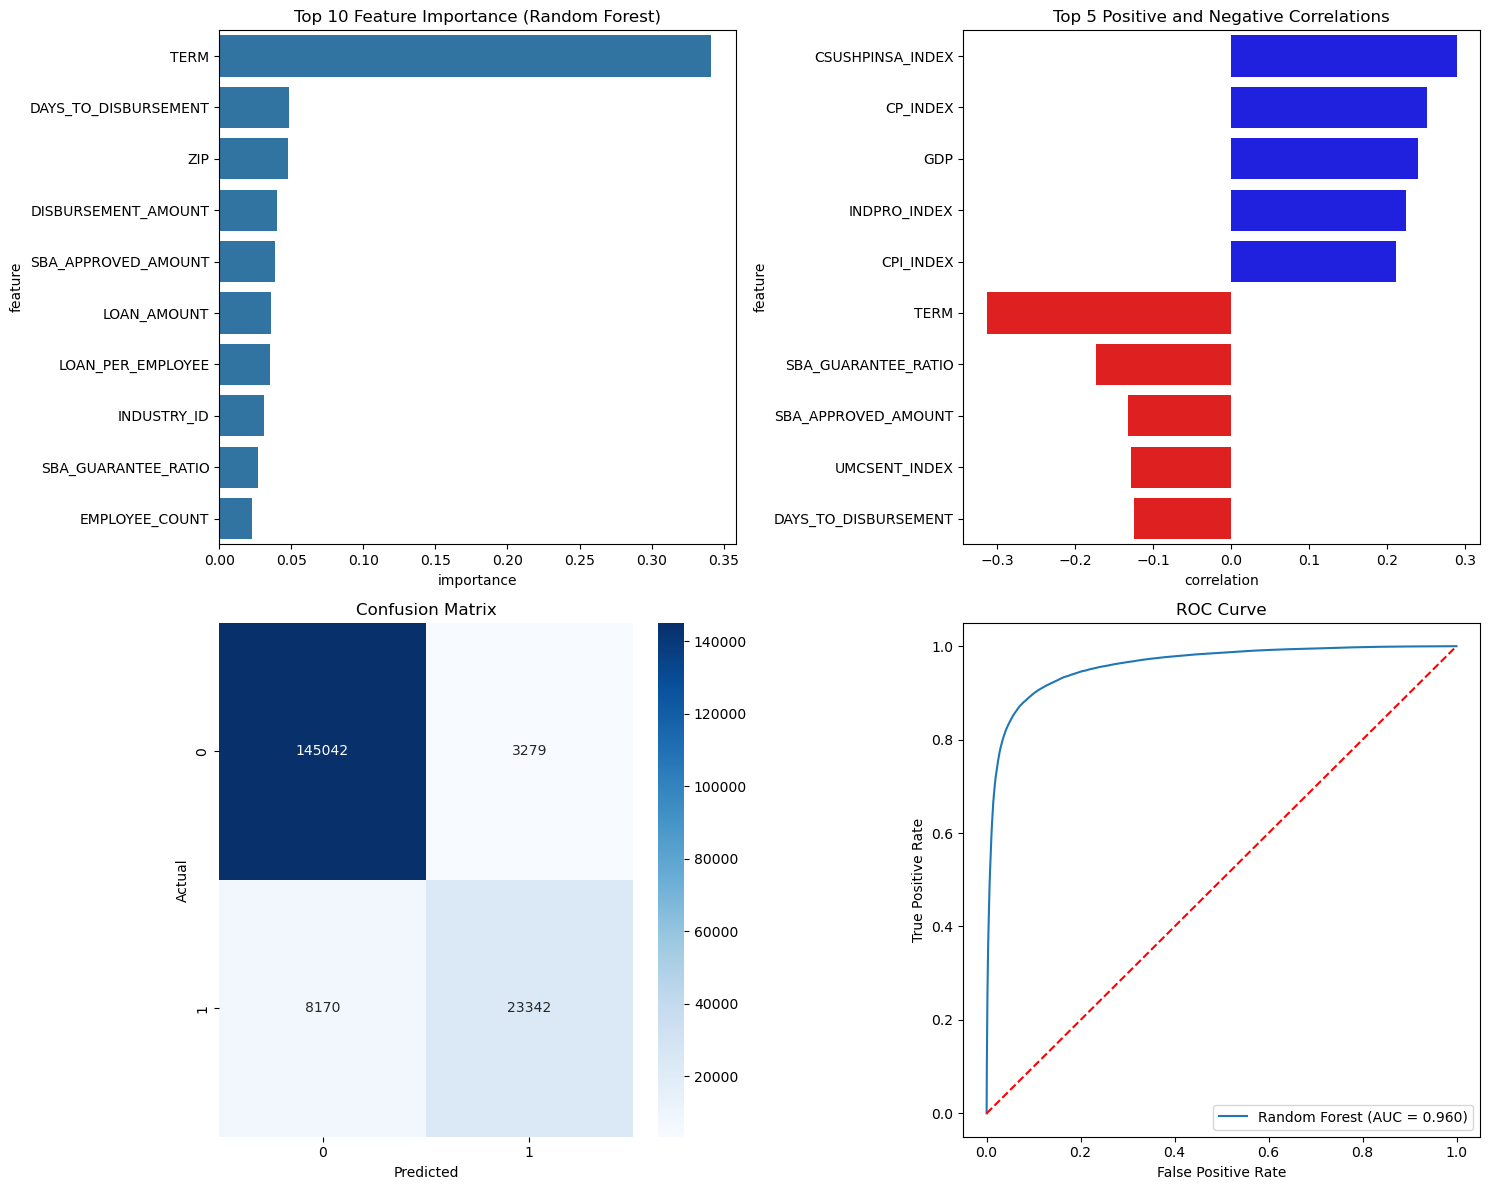 Top 10 Feature Importance (Random Forest)
feature
TERM
DAYS_TO_DISBURSEMENT
ZIP
DISBURSEMENT_AMOUNT
SBA_APPROVED_AMOUNT
LOAN_AMOUNT
LOAN_PER_EMPLOYEE
INDUSTRY_ID
SBA_GUARANTEE_RATIO
EMPLOYEE_COUNT
0.00 0.05 0.10 0.15 0.20 0.25 0.30 0.35
importance
Top 5 Positive and Negative Correlations
feature
CSUSHPINSA_INDEX
CP_INDEX
GDP
INDPRO_INDEX
CPI_INDEX
TERM
SBA_GUARANTEE_RATIO
SBA_APPROVED_AMOUNT
UMCSENT_INDEX
DAYS_TO_DISBURSEMENT
−0.3 −0.2 −0.1 0.0 0.1 0.2 0.3
correlation
Confusion Matrix
Actual
0
1
145042 3279
8170 23342
0 1
Predicted
140000
120000
100000
80000
60000
40000
20000
ROC Curve
True Positive Rate
1.0
0.8
0.6
0.4
0.2
0.0
Random Forest (AUC = 0.960)
0.0 0.2 0.4 0.6 0.8 1.0
False Positive Rate